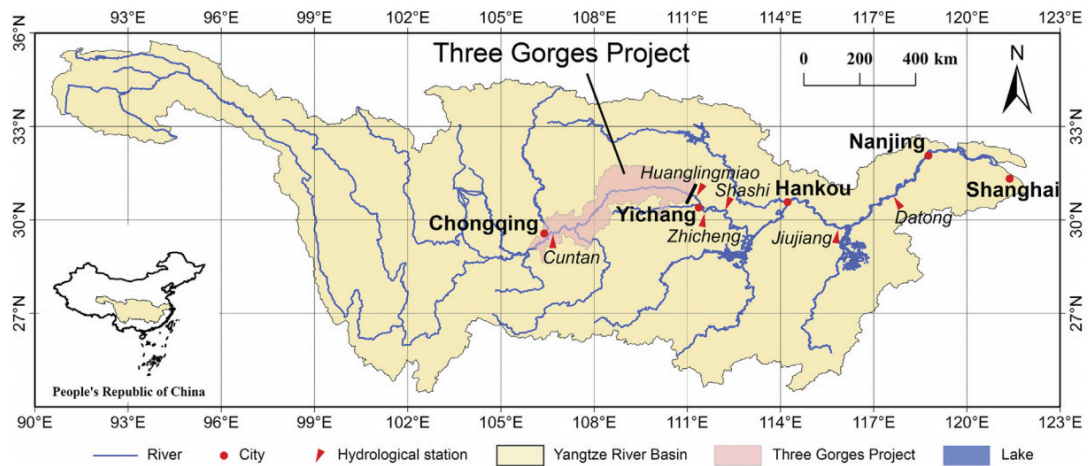 93°E 96°E 99°E 102°E 105°E 108°E 111°E 114°E 117°E 120°E 123°E
36°N
Three Gorges Project
0 200 400 km
N
33°N 33°N
Nanjing
Huanglingmiao
Shashi
Hankou
Shanghai
Chongqing
Yichang
Datong
30°N 30°N
Zhicheng
Jiujiang
Cuntan
27°N 27°N
People's Republic of China
90°E 93°E 96°E 99°E 102°E 105°E 108°E 111°E 114°E 117°E 120°E 123°E
River City Hydrological station Yangtze River Basin Three Gorges Project Lake